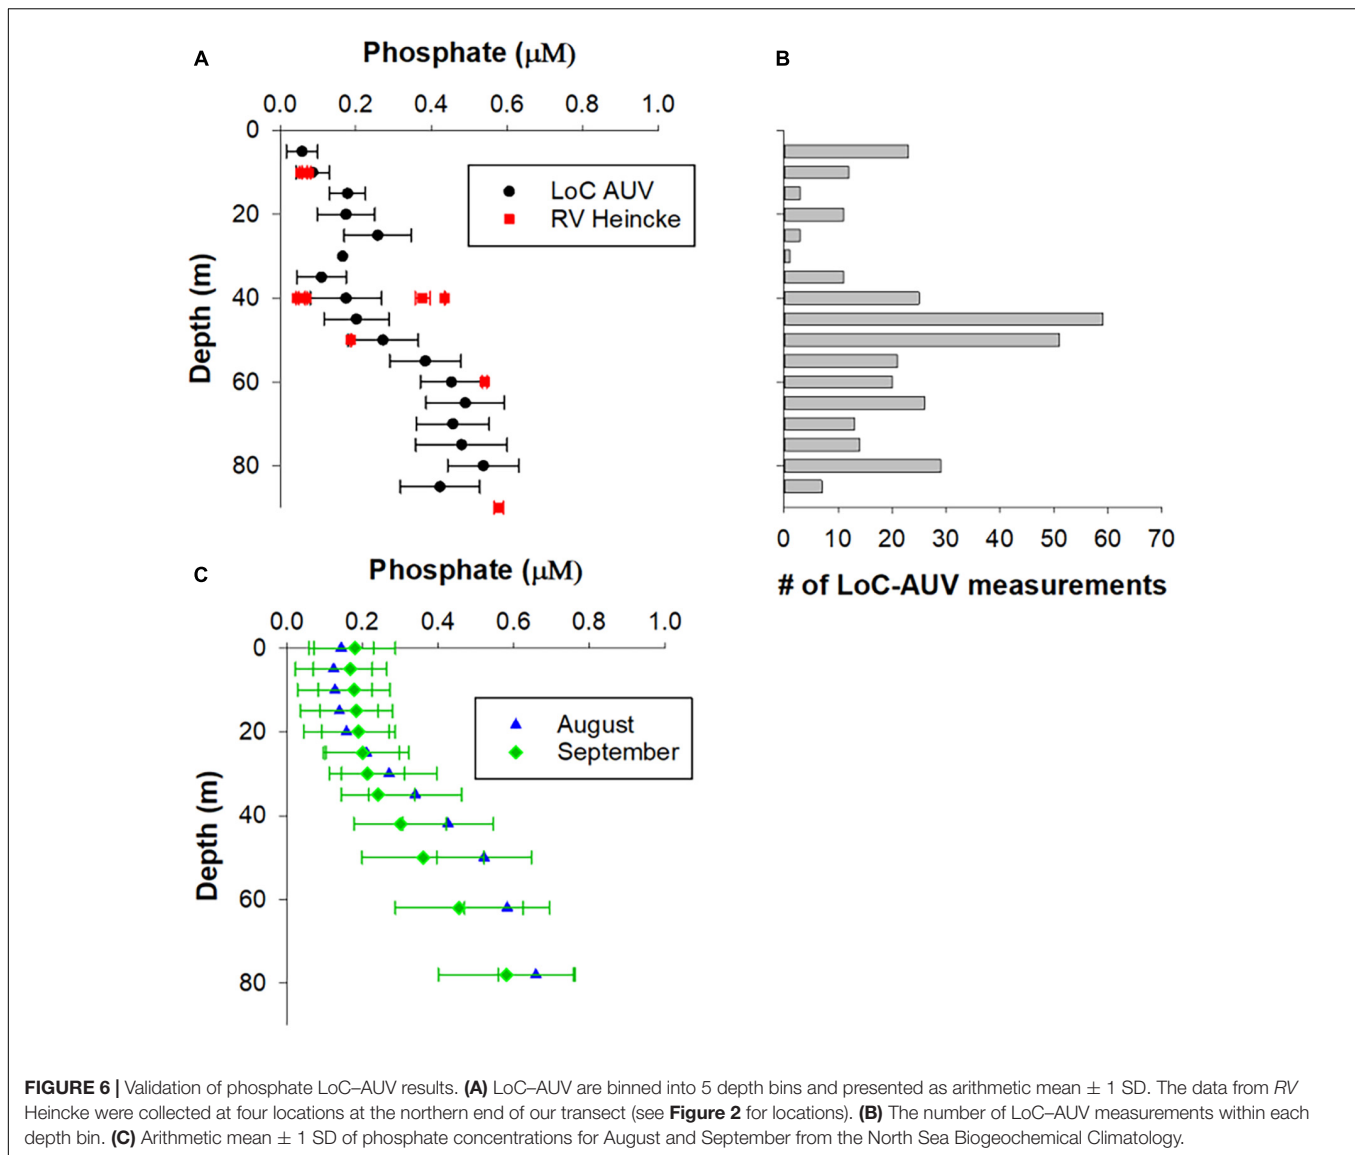 A
Phosphate (µM)
0.0 0.2 0.4 0.6 0.8 1.0
0
20
40
60
80
Depth (m)
LoC AUV
RV Heincke
B
0 10 20 30 40 50 60 70
# of LoC-AUV measurements
C
Phosphate (µM)
0.0 0.2 0.4 0.6 0.8 1.0
0
20
40
60
80
Depth (m)
August
September
FIGURE 6 | Validation of phosphate LoC–AUV results. (A) LoC–AUV are binned into 5 depth bins and presented as arithmetic mean ± 1 SD. The data from RV
Heincke were collected at four locations at the northern end of our transect (see Figure 2 for locations). (B) The number of LoC–AUV measurements within each
depth bin. (C) Arithmetic mean ± 1 SD of phosphate concentrations for August and September from the North Sea Biogeochemical Climatology.